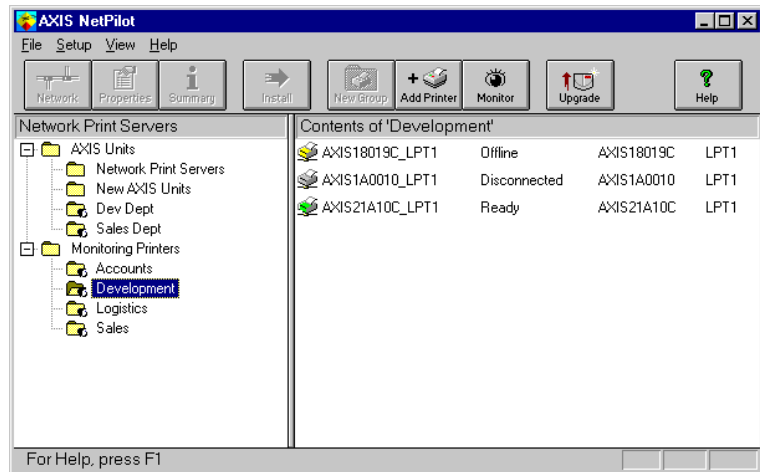 AXIS NetPilot
File Setup View Help
Network Properties Summary Install New Group Add Printer Monitor Upgrade Help
Network Print Servers
Contents of 'Development'
AXIS Units
Network Print Servers
New AXIS Units
Dev Dept
Sales Dept
Monitoring Printers
Accounts
Development
Logistics
Sales
AXIS18019C_LPT1 Offline AXIS18019C LPT1
AXIS1A0010_LPT1 Disconnected AXIS1A0010 LPT1
AXIS21A10C_LPT1 Ready AXIS21A10C LPT1
For Help, press F1